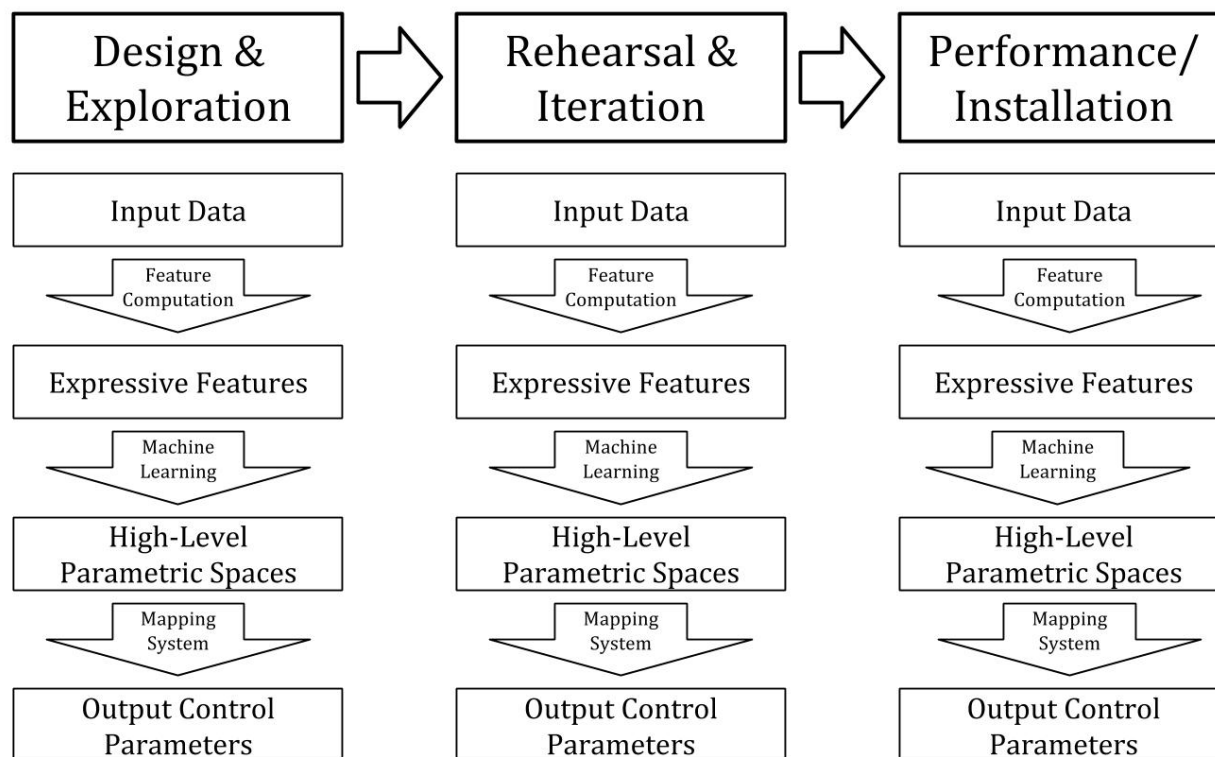 Design &
Exploration
Rehearsal &
Iteration
Performance/
Installation
Input Data
Feature
Computation
Expressive Features
Machine
Learning
High-Level
Parametric Spaces
Mapping
System
Output Control
Parameters
Input Data
Feature
Computation
Expressive Features
Machine
Learning
High-Level
Parametric Spaces
Mapping
System
Output Control
Parameters
Input Data
Feature
Computation
Expressive Features
Machine
Learning
High-Level
Parametric Spaces
Mapping
System
Output Control
Parameters